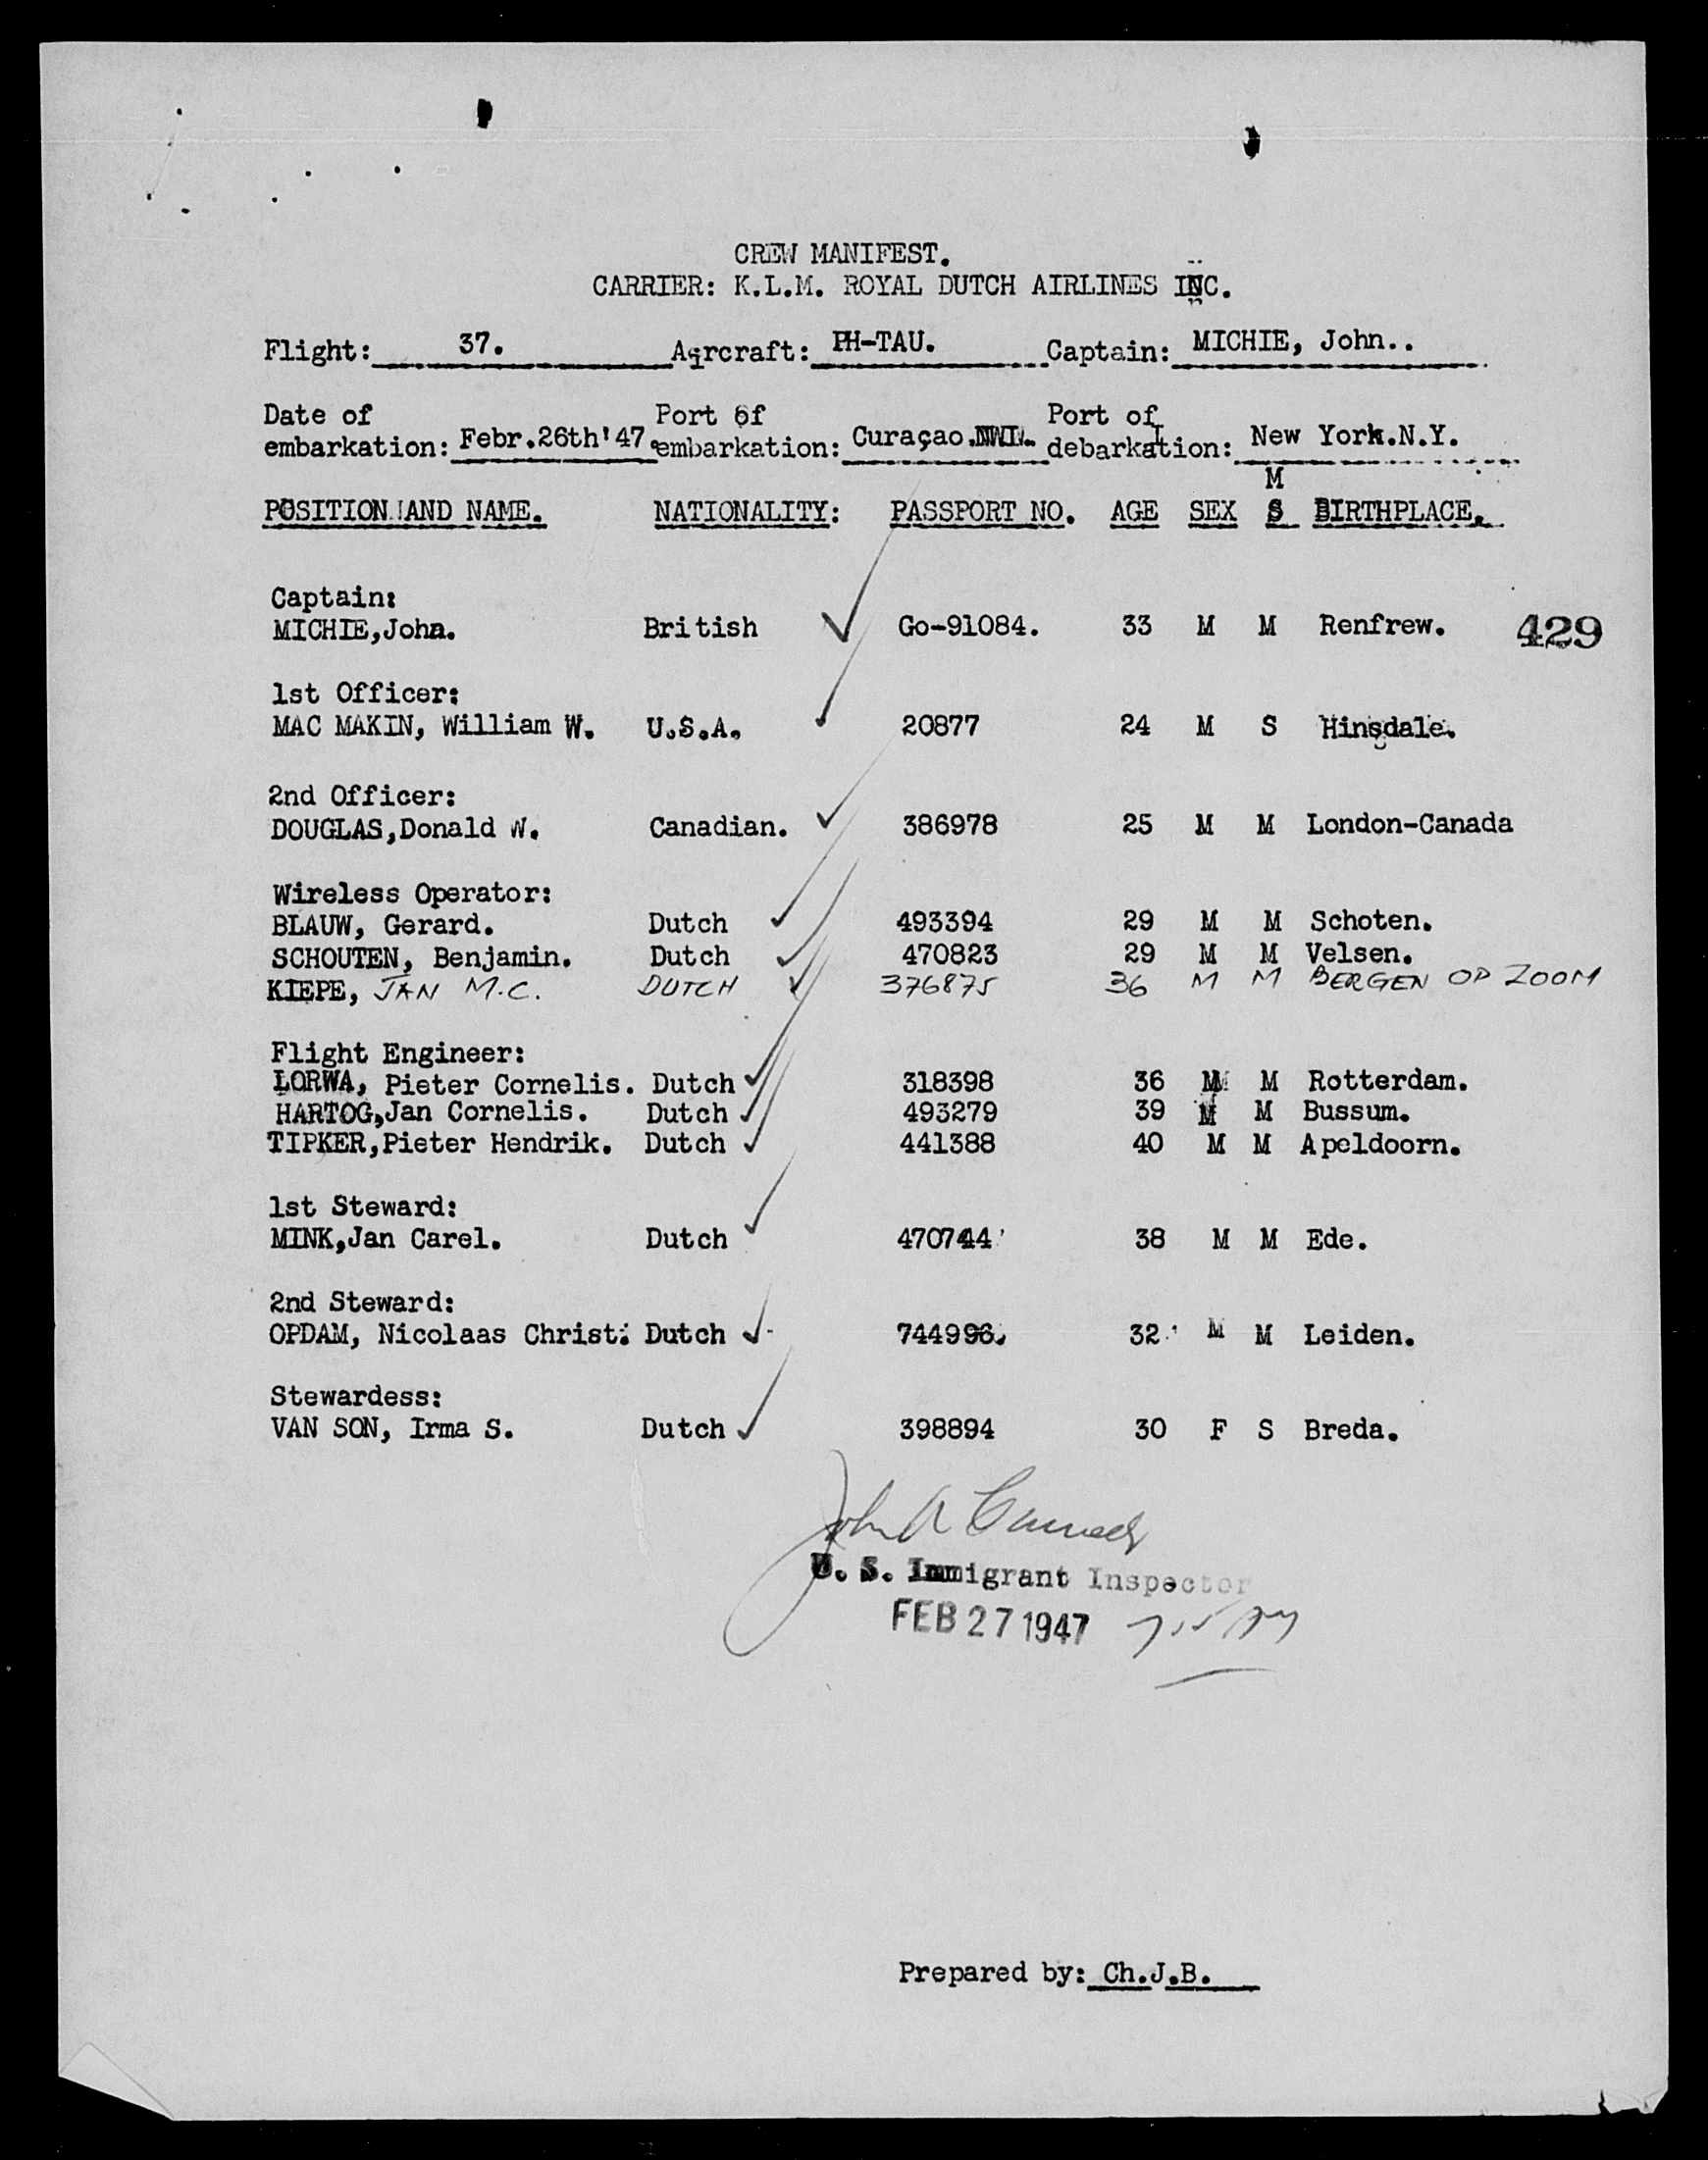 CREW MANIFEST.
CARRIER: K.L.M. ROYAL DUTCH AIRLINES INC.
Flight: 37. Aircraft: PH-TAU. Captain: MICHIE, John..
Date of Port of Port of
embarkation: Febr.26th'47. embarkation: Curaçao.NWI. debarkation: New York.N.Y.
M
POSITION AND NAME. NATIONALITY: PASSPORT NO. AGE SEX S BIRTHPLACE.
Captain:
MICHIE,John. British Go-91084. 33 M M Renfrew. 429
1st Officer:
MAC MAKIN, William W. U.S.A. 20877 24 M S Hinsdale.
2nd Officer:
DOUGLAS,Donald W. Canadian. 386978 25 M M London-Canada
Wireless Operator:
BLAUW, Gerard. Dutch 493394 29 M M Schoten.
SCHOUTEN, Benjamin. Dutch 470823 29 M M Velsen.
KIEPE, JAN M.C. DUTCH 376875 36 M M BERGEN OP ZOOM
Flight Engineer:
LORWA, Pieter Cornelis. Dutch 318398 36 M M Rotterdam.
HARTOG,Jan Cornelis. Dutch 493279 39 M M Bussum.
TIPKER,Pieter Hendrik. Dutch 441388 40 M M Apeldoorn.
1st Steward:
MINK,Jan Carel. Dutch 470744 38 M M Ede.
2nd Steward:
OPDAM, Nicolaas Christ. Dutch 744996. 32 M M Leiden.
Stewardess:
VAN SON, Irma S. Dutch 398894 30 F S Breda.
John A
U. S. Immigrant Inspector
FEB 27 1947
Prepared by: Ch.J.B.